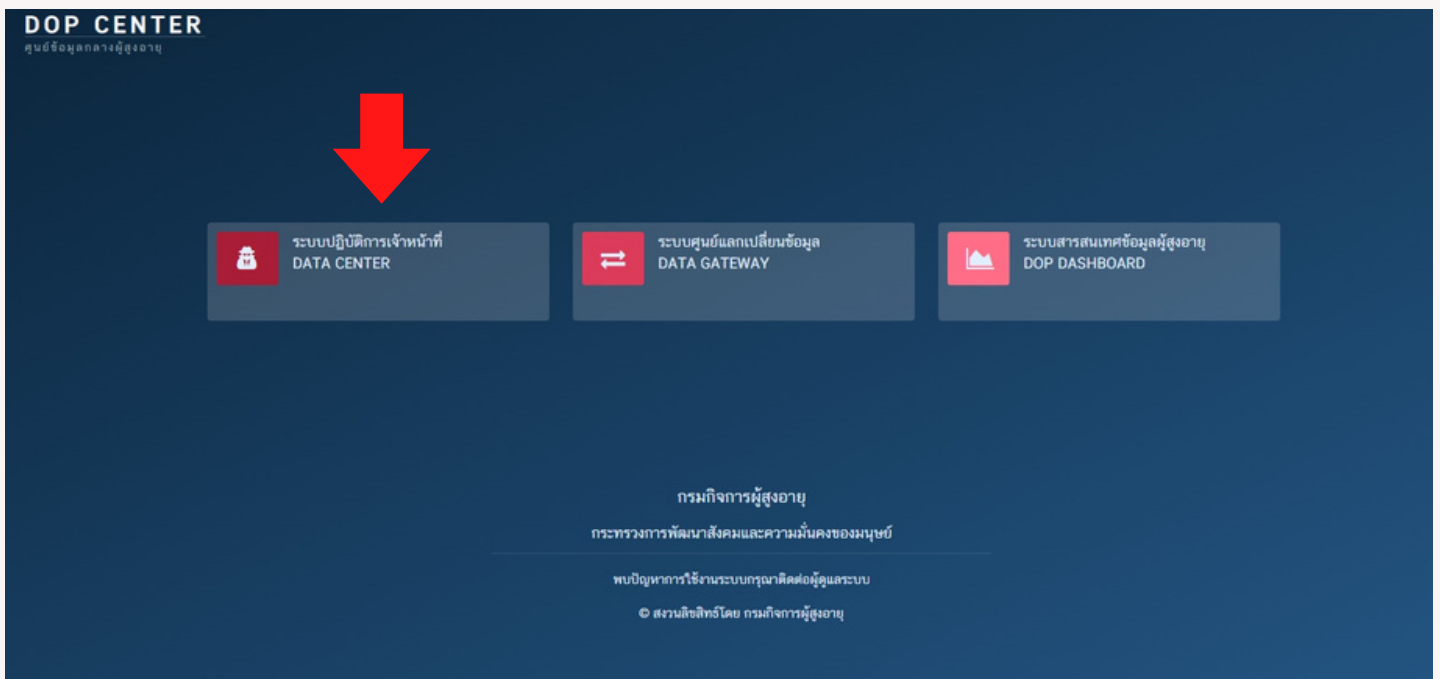 DOP CENTER
ศูนย์ข้อมูลกลางผู้สูงอายุ
ระบบปฏิบัติการเจ้าหน้าที่
DATA CENTER
ระบบศูนย์แลกเปลี่ยนข้อมูล
DATA GATEWAY
ระบบสารสนเทศข้อมูลผู้สูงอายุ
DOP DASHBOARD
กรมกิจการผู้สูงอายุ
กระทรวงการพัฒนาสังคมและความมั่นคงของมนุษย์
พบปัญหาการใช้งานระบบกรุณาติดต่อผู้ดูแลระบบ
© สงวนลิขสิทธิ์โดย กรมกิจการผู้สูงอายุ